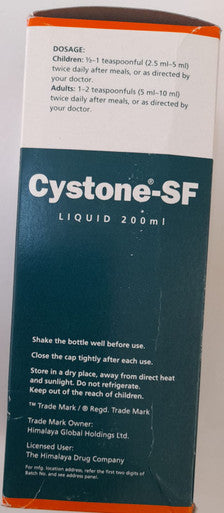 DOSAGE:
Children: ½–1 teaspoonful (2.5 ml–5 ml)
twice daily after meals, or as directed by
your doctor.
Adults: 1–2 teaspoonfuls (5 ml–10 ml)
twice daily after meals, or as directed by
your doctor.
Cystone®-SF
LIQUID 200ml
Shake the bottle well before use.
Close the cap tightly after each use.
Store in a dry place, away from direct heat
and sunlight. Do not refrigerate.
Keep out of the reach of children.
™ Trade Mark / ® Regd. Trade Mark
Trade Mark Owner:
Himalaya Global Holdings Ltd.
Licensed User:
The Himalaya Drug Company
For mfg. location address, refer the first two digits of
Batch No. and see address panel.